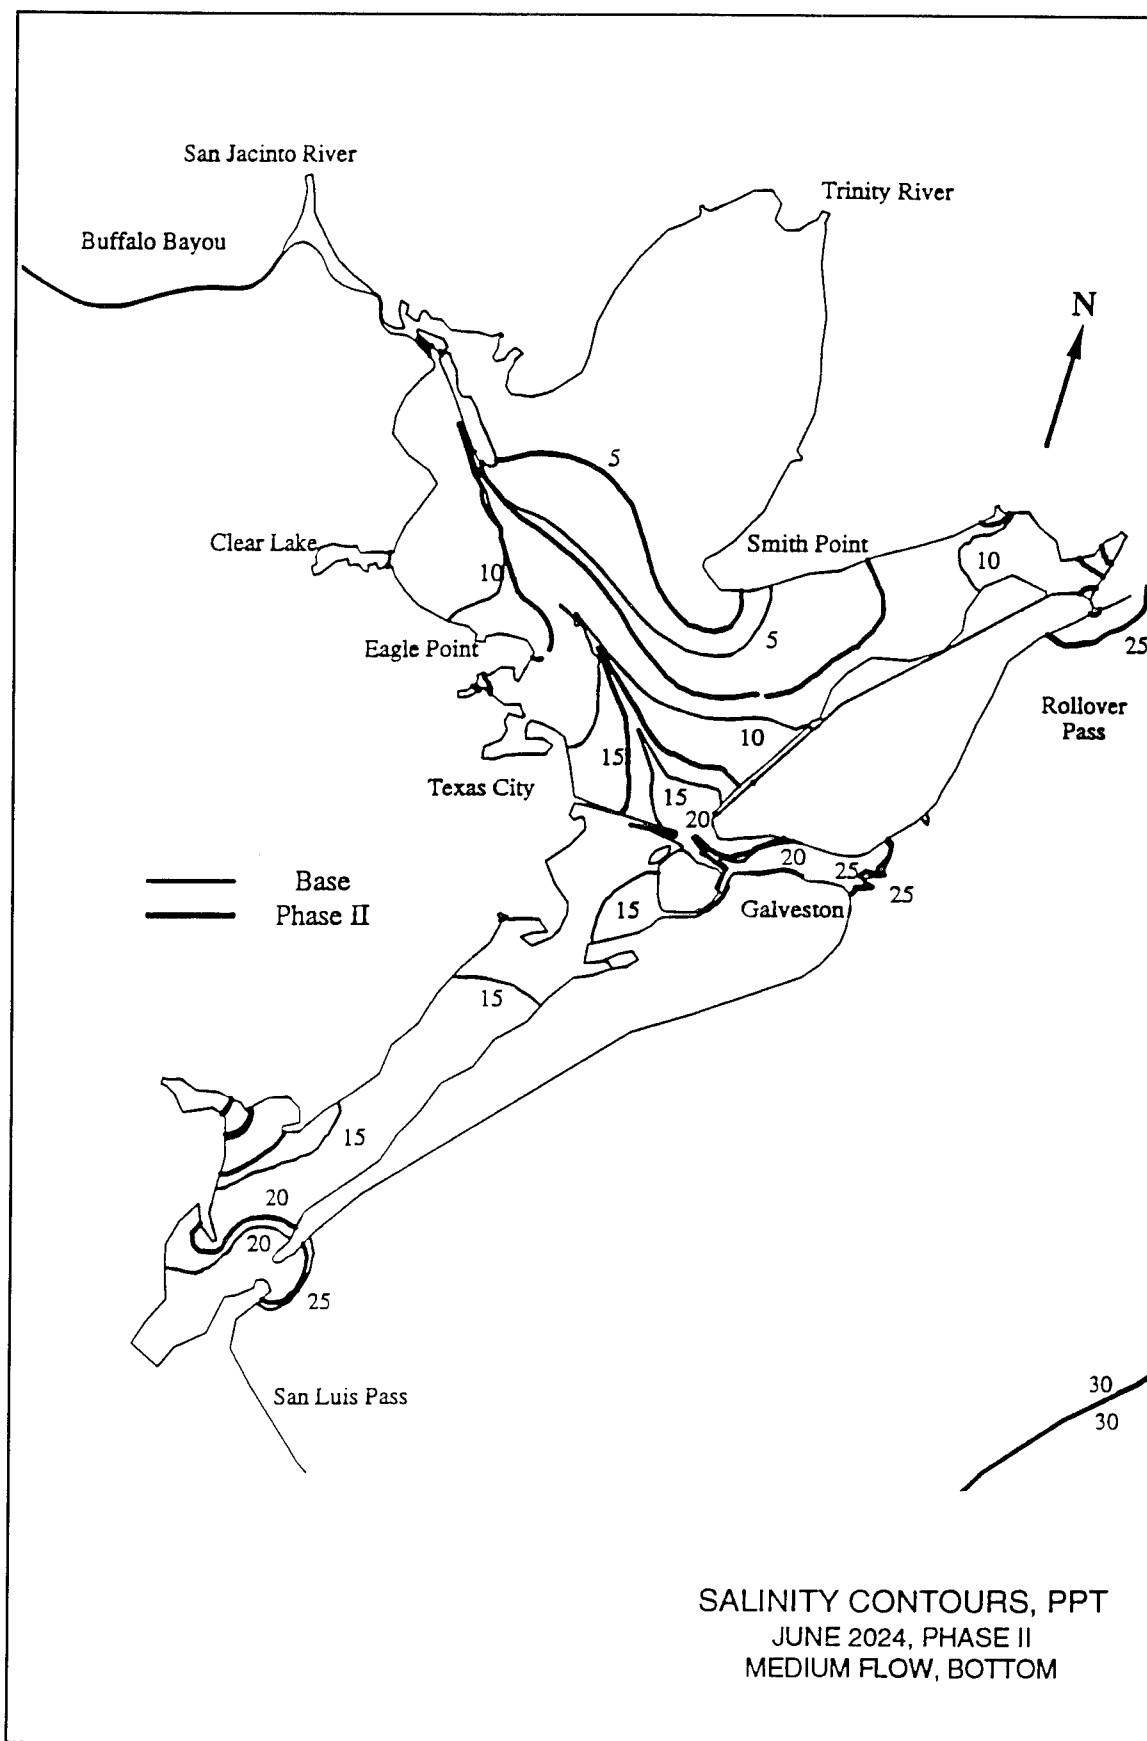 San Jacinto River
Trinity River
Buffalo Bayou
N
5
Smith Point
Clear Lake
10
10
5
Eagle Point
25
Rollover
Pass
10
15
Texas City
15
20
20
25
Base
25
Phase II
15
Galveston
15
15
20
20
25
San Luis Pass
30
30
SALINITY CONTOURS, PPT
JUNE 2024, PHASE II
MEDIUM FLOW, BOTTOM